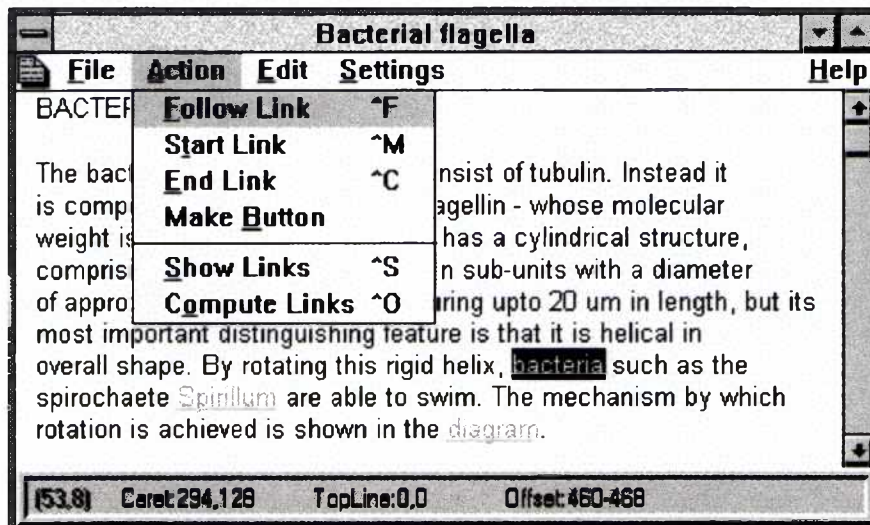 Bacterial flagella
File Action Edit Settings Help
BACTER
Follow Link ^F
Start Link ^M
End Link ^C
Make Button
Show Links ^S
Compute Links ^O
The bact nsist of tubulin. Instead it
is comp agellin - whose molecular
weight is has a cylindrical structure,
compris n sub-units with a diameter
of appro ring upto 20 um in length, but its
most important distinguishing feature is that it is helical in
overall shape. By rotating this rigid helix, bacteria such as the
spirochaete Spirillum are able to swim. The mechanism by which
rotation is achieved is shown in the diagram.
(53,8) Caret:294,128 TopLine:0,0 Offset:460-468